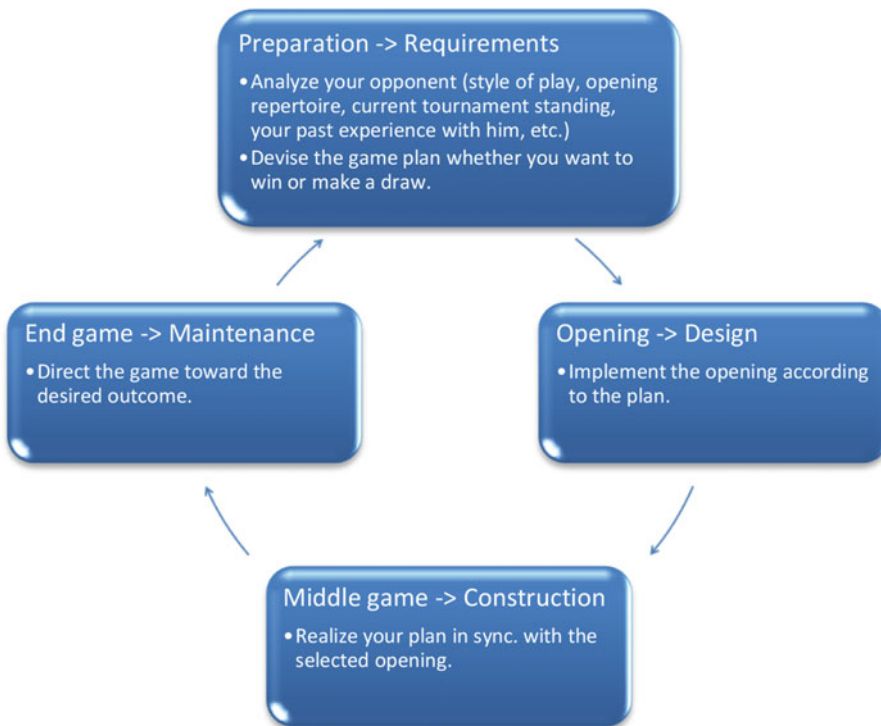 Preparation -> Requirements
•Analyze your opponent (style of play, opening
repertoire, current tournament standing,
your past experience with him, etc.)
•Devise the game plan whether you want to
win or make a draw.
Opening -> Design
•Implement the opening according
to the plan.
Middle game -> Construction
•Realize your plan in sync. with the
selected opening.
End game -> Maintenance
•Direct the game toward the
desired outcome.